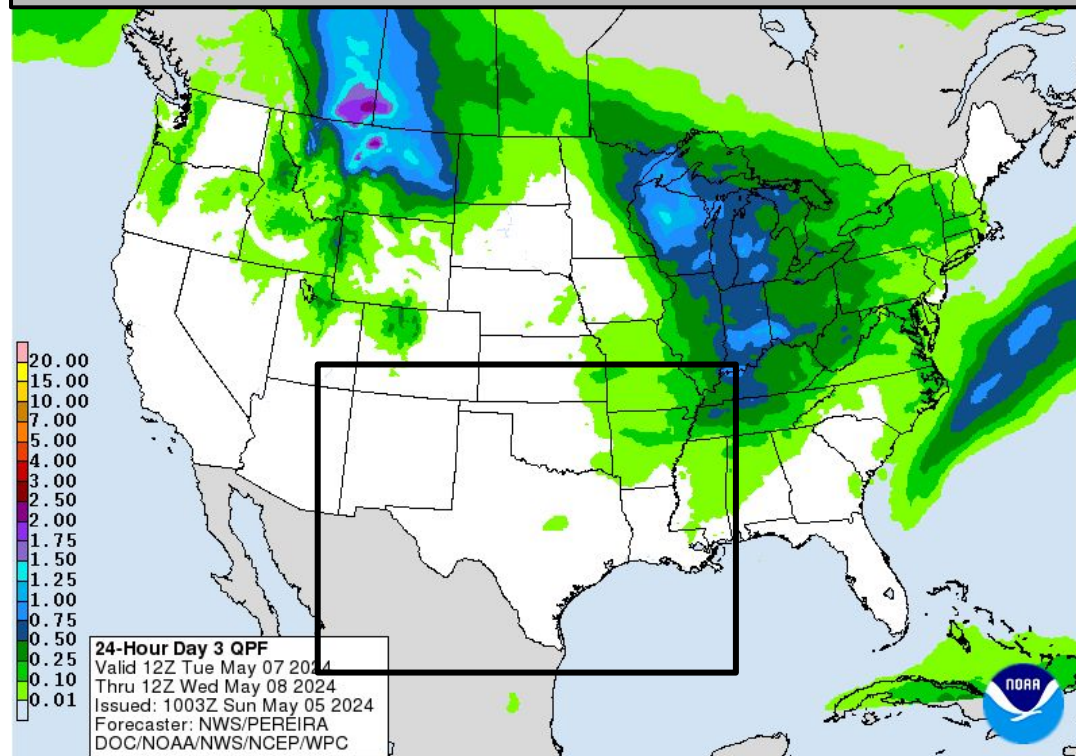 20.00
15.00
10.00
7.00
5.00
4.00
3.00
2.50
2.00
1.75
1.50
1.25
1.00
0.75
0.50
0.25
0.10
0.01
24-Hour Day 3 QPF
Valid 12Z Tue May 07 2024
Thru 12Z Wed May 08 2024
Issued: 1003Z Sun May 05 2024
Forecaster: NWS/PEREIRA
DOC/NOAA/NWS/NCEP/WPC
NOAA